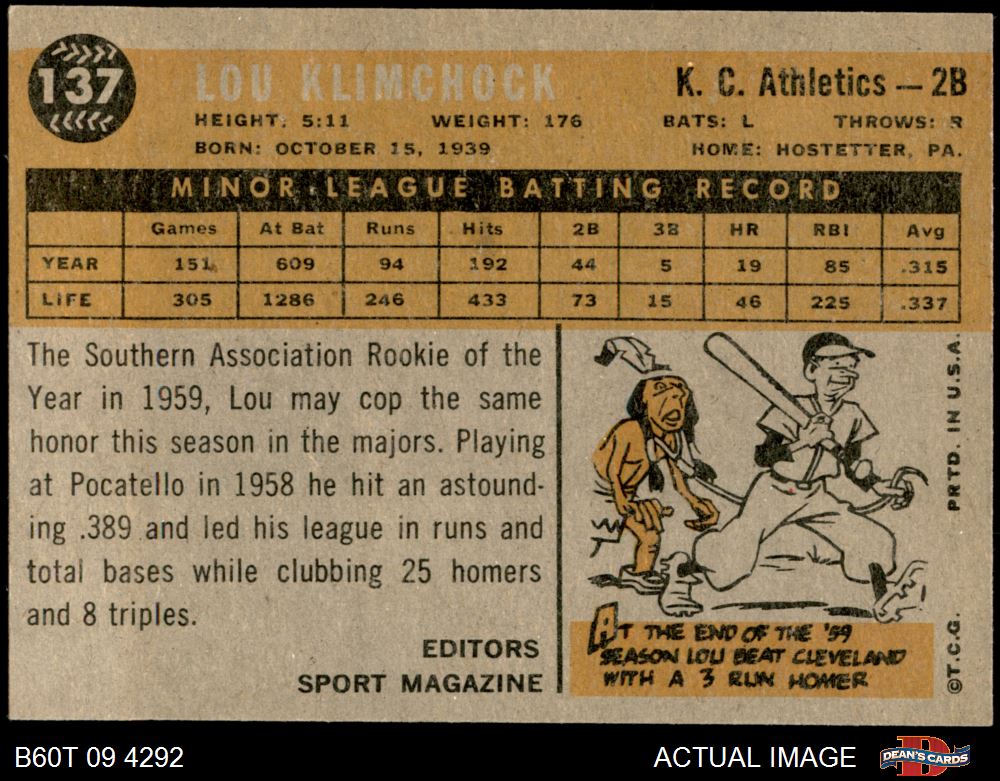 137
LOU KLIMCHOCK
K. C. Athletics — 2B
HEIGHT: 5:11 WEIGHT: 176 BATS: L THROWS: R
BORN: OCTOBER 15, 1939 HOME: HOSTETTER, PA.
MINOR LEAGUE BATTING RECORD
Games At Bat Runs Hits 2B 3B HR RBI Avg
YEAR 151 609 94 192 44 5 19 85 .315
LIFE 305 1286 246 433 73 15 46 225 .337
The Southern Association Rookie of the
Year in 1959, Lou may cop the same
honor this season in the majors. Playing
at Pocatello in 1958 he hit an astound-
ing .389 and led his league in runs and
total bases while clubbing 25 homers
and 8 triples.
EDITORS
SPORT MAGAZINE
AT THE END OF THE '59
SEASON LOU BEAT CLEVELAND
WITH A 3 RUN HOMER
©T.C.G. PRTD. IN U.S.A.
B60T 09 4292 ACTUAL IMAGE
D
DEAN'S CARDS